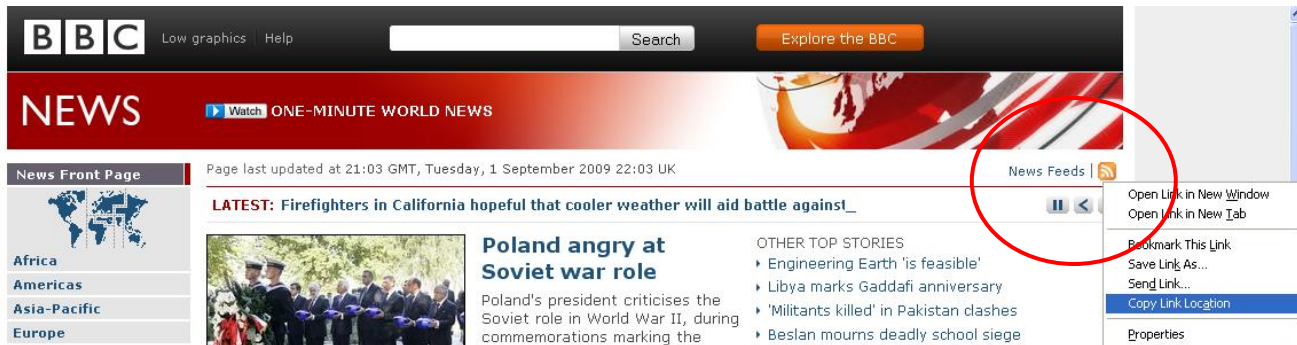 BBC Low graphics Help Search Explore the BBC
NEWS Watch ONE-MINUTE WORLD NEWS
News Front Page
Africa
Americas
Asia-Pacific
Europe
Page last updated at 21:03 GMT, Tuesday, 1 September 2009 22:03 UK
News Feeds |
LATEST: Firefighters in California hopeful that cooler weather will aid battle against_
Poland angry at
Soviet war role
Poland's president criticises the
Soviet role in World War II, during
commemorations marking the
OTHER TOP STORIES
Engineering Earth 'is feasible'
Libya marks Gaddafi anniversary
'Militants killed' in Pakistan clashes
Beslan mourns deadly school siege
Open Link in New Window
Open Link in New Tab
Bookmark This Link
Save Link As...
Send Link...
Copy Link Location
Properties